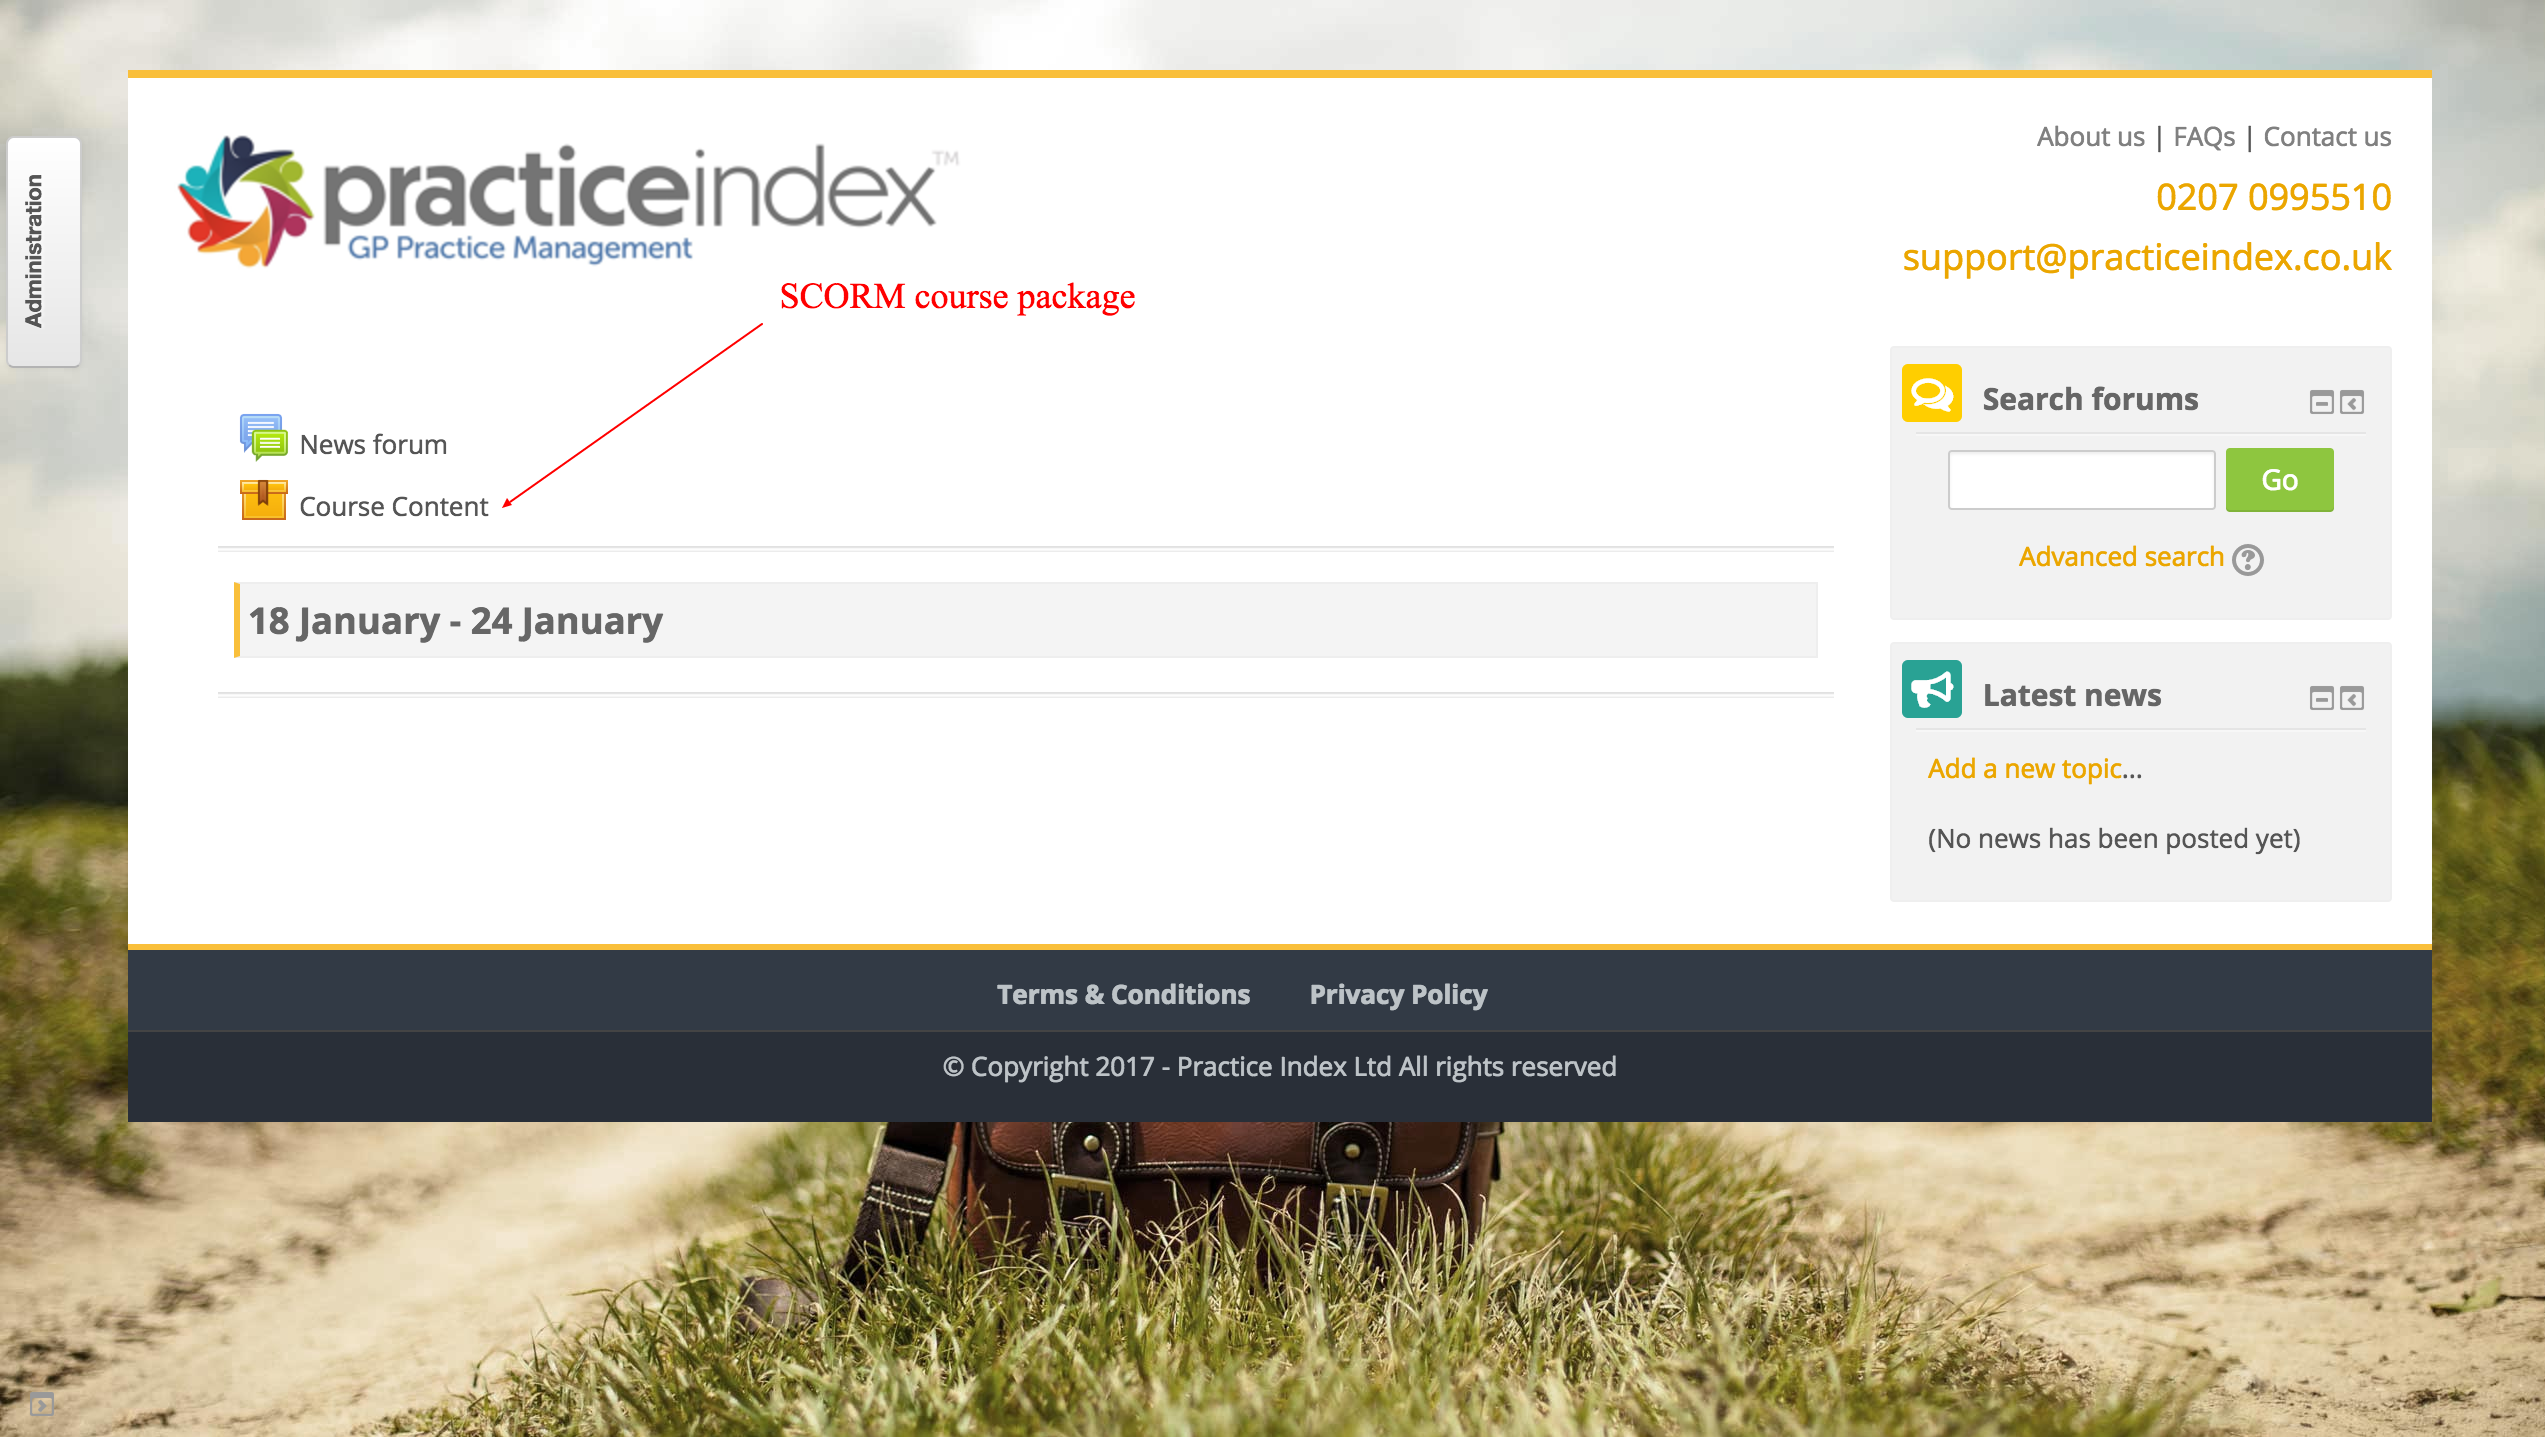 Administration
practiceindex™
GP Practice Management
About us | FAQs | Contact us
0207 0995510
support@practiceindex.co.uk
SCORM course package
News forum
Course Content
18 January - 24 January
Search forums
Go
Advanced search ?
Latest news
Add a new topic...
(No news has been posted yet)
Terms & Conditions Privacy Policy
© Copyright 2017 - Practice Index Ltd All rights reserved